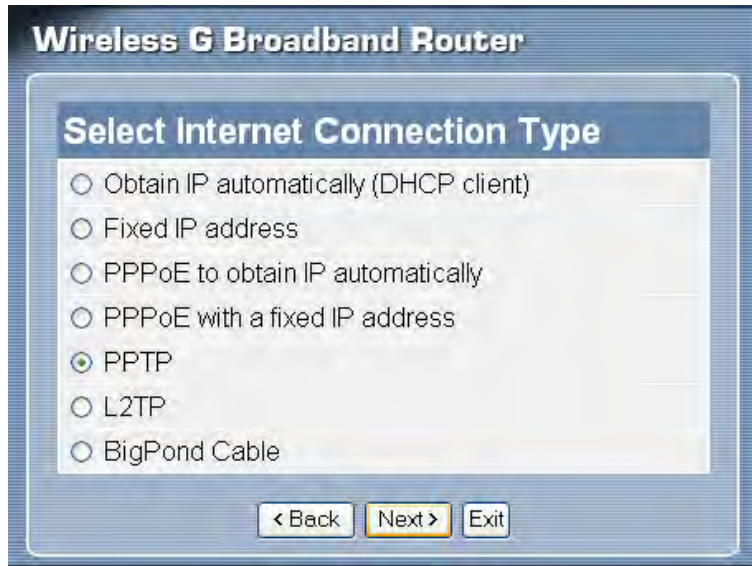 Wireless G Broadband Router
Select Internet Connection Type
Obtain IP automatically (DHCP client)
Fixed IP address
PPPoE to obtain IP automatically
PPPoE with a fixed IP address
PPTP
L2TP
BigPond Cable
< Back Next > Exit